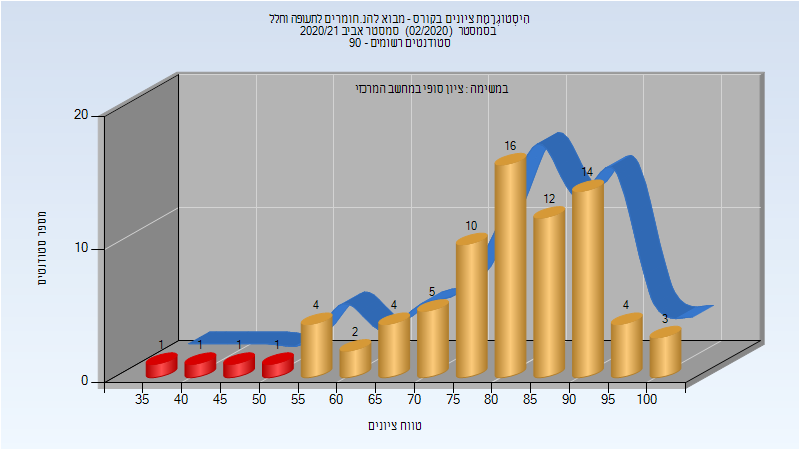 היסטוגרמת ציונים בקורס - מבוא להנ.חומרים לתעופה וחלל
בסמסטר (02/2020) סמסטר אביב 2020/21
סטודנטים רשומים - 90
במשימה : ציון סופי במחשב המרכזי
מספר סטודנטים
20
10
0
1 1 1 1 4 2 4 5 10 16 12 14 4 3
35 40 45 50 55 60 65 70 75 80 85 90 95 100
טווח ציונים